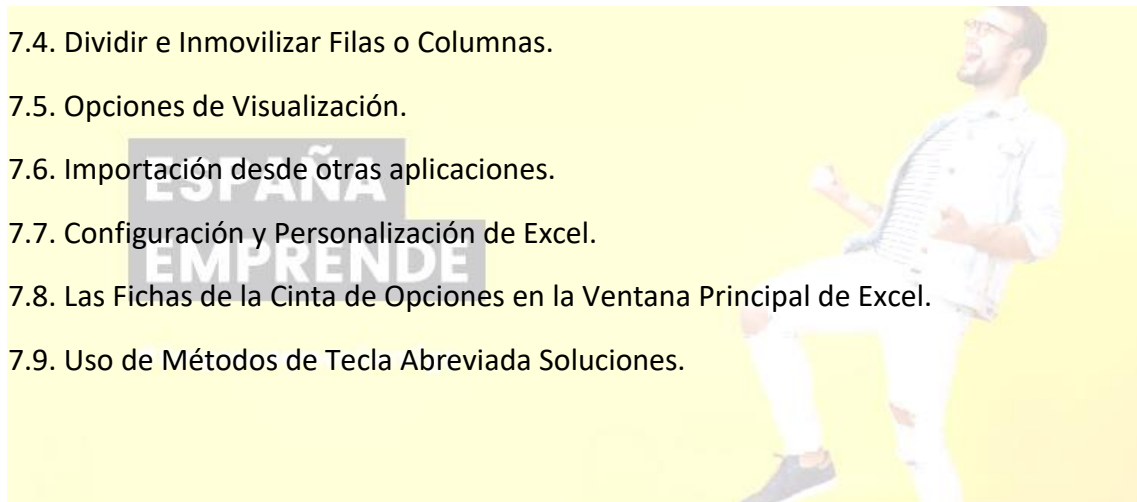 7.4. Dividir e Inmovilizar Filas o Columnas.
7.5. Opciones de Visualización.
7.6. Importación desde otras aplicaciones.
ESPAÑA
7.7. Configuración y Personalización de Excel.
EMPRENDE
7.8. Las Fichas de la Cinta de Opciones en la Ventana Principal de Excel.
7.9. Uso de Métodos de Tecla Abreviada Soluciones.